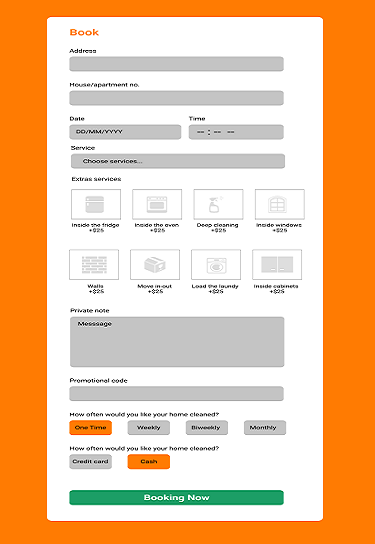 Book
Address
House/apartment no.
Date Time
DD/MM/YYYY -- : -- --
Service
Choose services...
Extras services
Inside the fridge Inside the oven Deep cleaning Inside windows
+$25 +$25 +$25 +$25
Walls Move in-out Load the laundy Inside cabinets
+$25 +$25 +$25 +$25
Private note
Messsage
Promotional code
How often would you like your home cleaned?
One Time Weekly Biweekly Monthly
How often would you like your home cleaned?
Credit card Cash
Booking Now